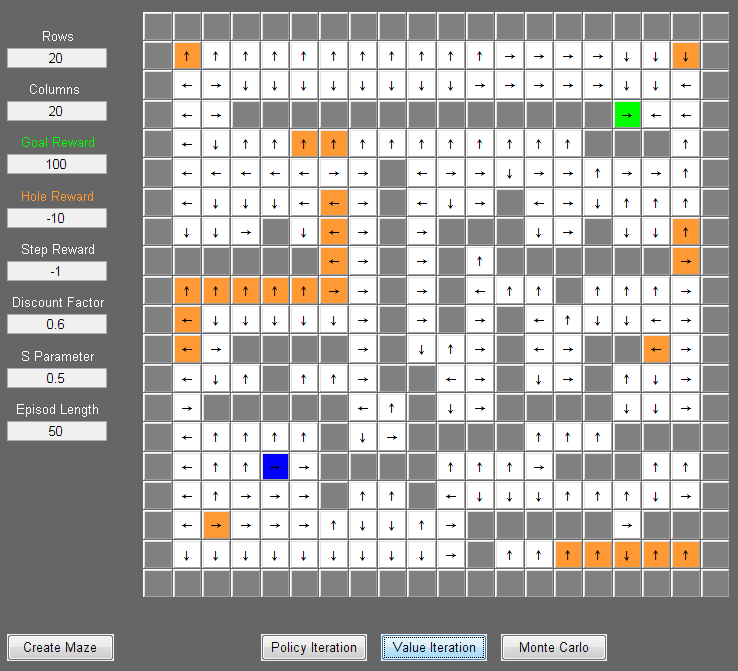 Rows
20
Columns
20
Goal Reward
100
Hole Reward
-10
Step Reward
-1
Discount Factor
0.6
S Parameter
0.5
Episod Length
50
Create Maze
Policy Iteration
Value Iteration
Monte Carlo